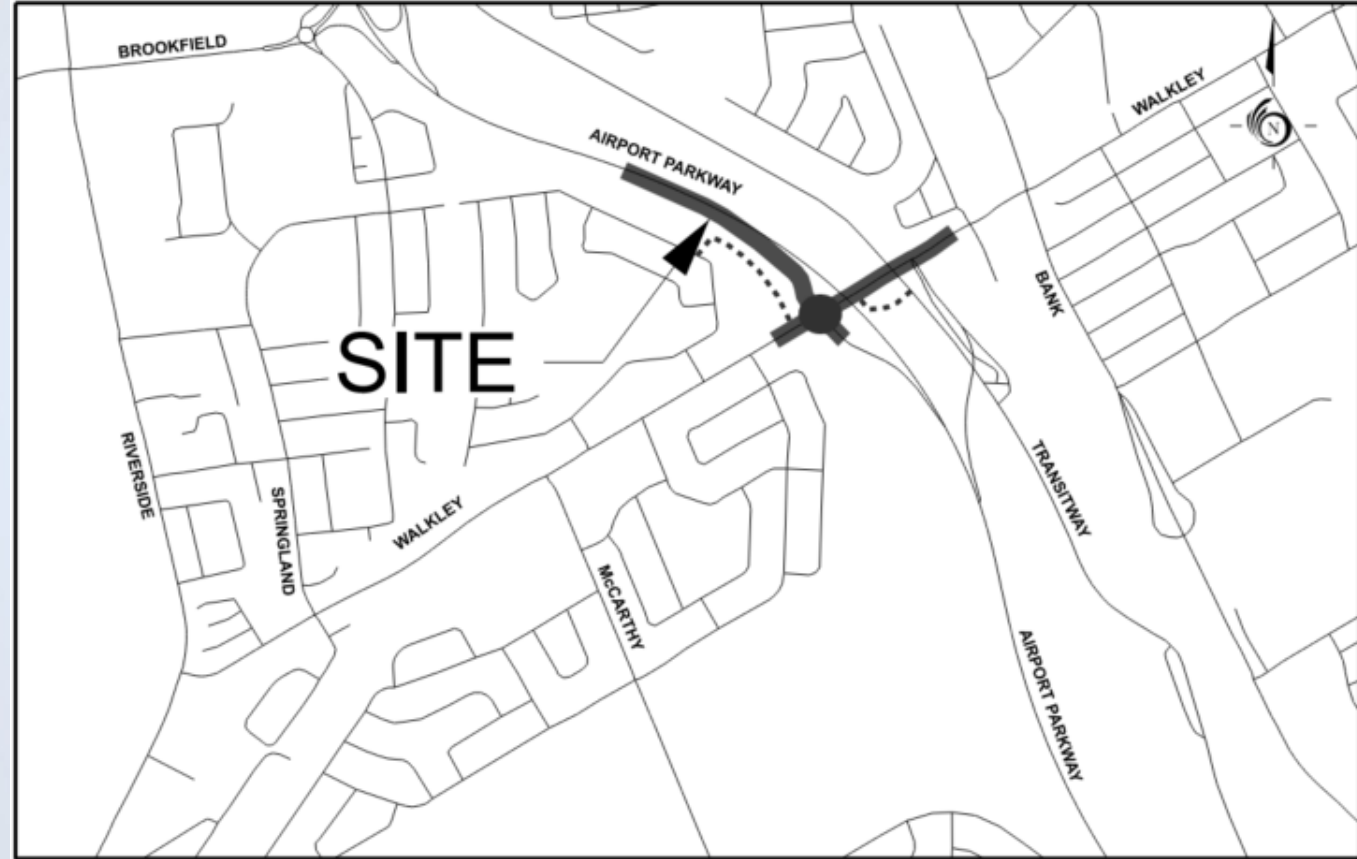 BROOKFIELD
WALKLEY
AIRPORT PARKWAY
N
BANK
SITE
RIVERSIDE
SPRINGLAND
WALKLEY
TRANSITWAY
McCARTHY
AIRPORT PARKWAY